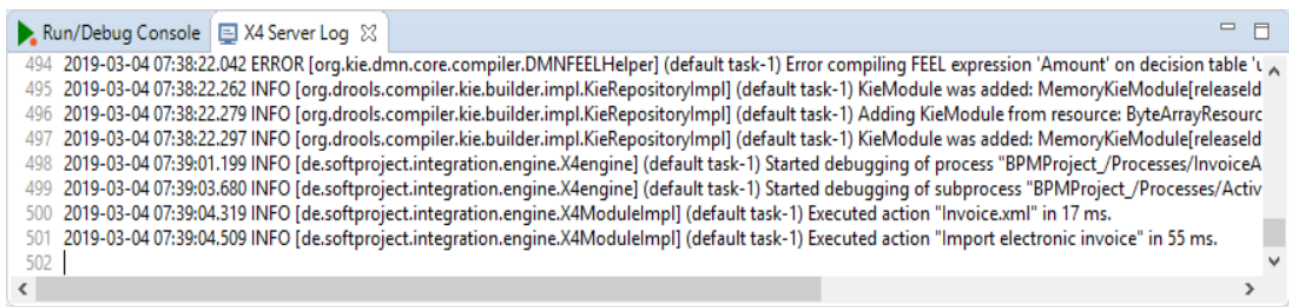 Run/Debug Console X4 Server Log
494 2019-03-04 07:38:22.042 ERROR [org.kie.dmn.core.compiler.DMNFEELHelper] (default task-1) Error compiling FEEL expression 'Amount' on decision table 'u
495 2019-03-04 07:38:22.262 INFO [org.drools.compiler.kie.builder.impl.KieRepositoryImpl] (default task-1) KieModule was added: MemoryKieModule[releaseId
496 2019-03-04 07:38:22.279 INFO [org.drools.compiler.kie.builder.impl.KieRepositoryImpl] (default task-1) Adding KieModule from resource: ByteArrayResourc
497 2019-03-04 07:38:22.297 INFO [org.drools.compiler.kie.builder.impl.KieRepositoryImpl] (default task-1) KieModule was added: MemoryKieModule[releaseId
498 2019-03-04 07:39:01.199 INFO [de.softproject.integration.engine.X4engine] (default task-1) Started debugging of process "BPMProject_/Processes/InvoiceA
499 2019-03-04 07:39:03.680 INFO [de.softproject.integration.engine.X4engine] (default task-1) Started debugging of subprocess "BPMProject_/Processes/Activ
500 2019-03-04 07:39:04.319 INFO [de.softproject.integration.engine.X4ModuleImpl] (default task-1) Executed action "Invoice.xml" in 17 ms.
501 2019-03-04 07:39:04.509 INFO [de.softproject.integration.engine.X4ModuleImpl] (default task-1) Executed action "Import electronic invoice" in 55 ms.
502